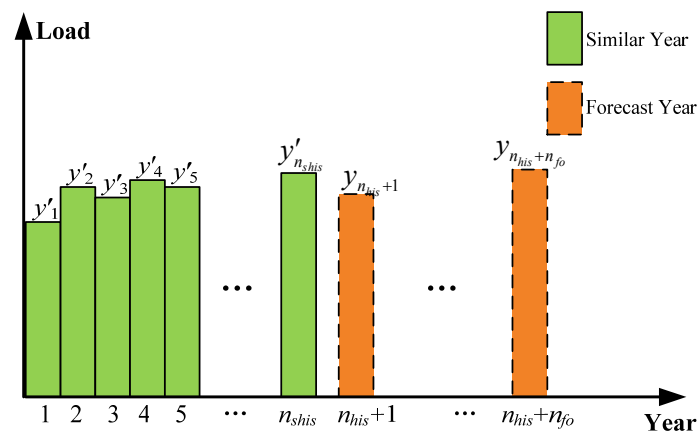 Load
Similar Year
Forecast Year
y′1 y′2 y′3 y′4 y′5 ... y′nshis ynhis+1 ... ynhis+nfo
1 2 3 4 5 ... nshis nhis+1 ... nhis+nfo
Year